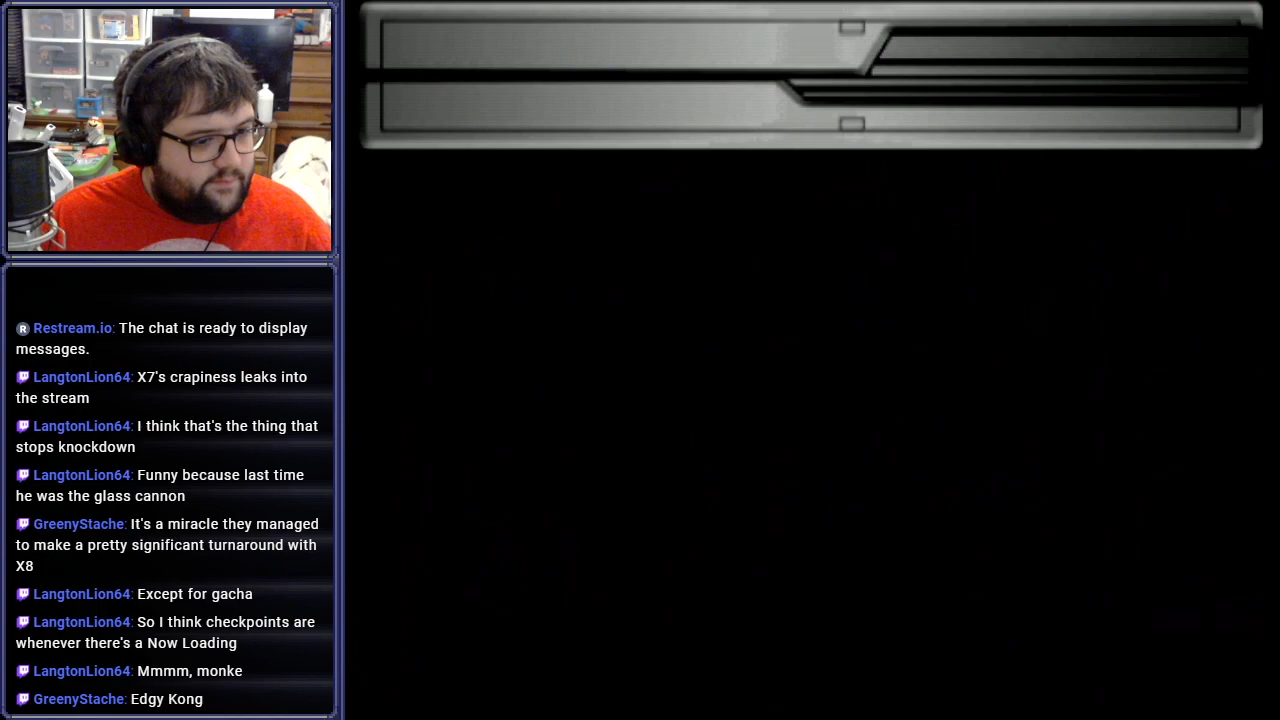 Restream.io: The chat is ready to display
messages.
LangtonLion64: X7's crapiness leaks into
the stream
LangtonLion64: I think that's the thing that
stops knockdown
LangtonLion64: Funny because last time
he was the glass cannon
GreenyStache: It's a miracle they managed
to make a pretty significant turnaround with
X8
LangtonLion64: Except for gacha
LangtonLion64: So I think checkpoints are
whenever there's a Now Loading
LangtonLion64: Mmmm, monke
GreenyStache: Edgy Kong